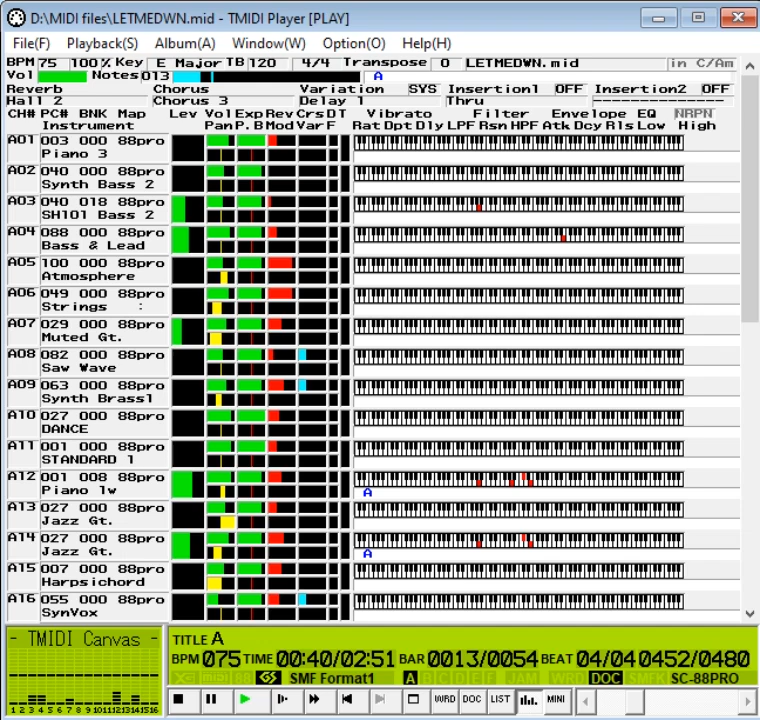 D:\MIDI files\LETMEDWN.mid - TMIDI Player [PLAY]
File(F) Playback(S) Album(A) Window(W) Option(O) Help(H)
BPM 75 100% Key E Major TB 120 4/4 Transpose 0 LETMEDWN.mid in C/Am
Vol Notes 013 A
Reverb Chorus Variation SYS Insertion1 OFF Insertion2 OFF
Hall 2 Chorus 3 Delay 1 Thru ----------------
CH# PC# BNK Map Lev Vol Exp Rev Crs DT Vibrato Filter Envelope EQ NRPN
Instrument Pan P.B Mod Var F Rat Dpt Dly LPF Rsn HPF Atk Dcy Rls Low High
A01 003 000 88pro
Piano 3
A02 040 000 88pro
Synth Bass 2
A03 040 018 88pro
SH101 Bass 2
A04 088 000 88pro
Bass & Lead
A05 100 000 88pro
Atmosphere
A06 049 000 88pro
Strings :
A07 029 000 88pro
Muted Gt.
A08 082 000 88pro
Saw Wave
A09 063 000 88pro
Synth Brass1
A10 027 000 88pro
DANCE
A11 001 000 88pro
STANDARD 1
A12 001 008 88pro
Piano 1w A
A13 027 000 88pro
Jazz Gt.
A14 027 000 88pro
Jazz Gt. A
A15 007 000 88pro
Harpsichord
A16 055 000 88pro
SynVox
- TMIDI Canvas -
1 2 3 4 5 6 7 8 9 10 11 12 13 14 15 16
TITLE A
BPM 075 TIME 00:40/02:51 BAR 0013/0054 BEAT 04/04 0452/0480
XG MIDI 88 GS SMF Format1 A B C D E F JAM WRD DOC SMFK SC-88PRO
WRD DOC LIST MINI